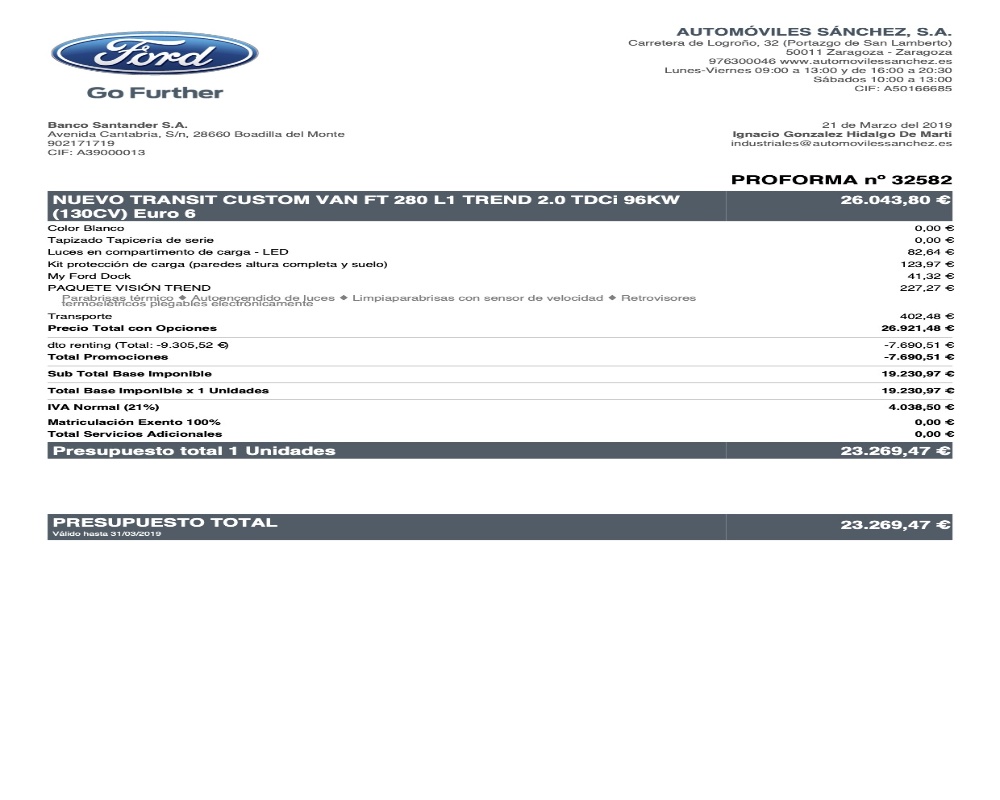 Ford
Go Further
AUTOMÓVILES SÁNCHEZ, S.A.
Carretera de Logroño, 32 (Portazgo de San Lamberto)
50011 Zaragoza - Zaragoza
976300046 www.automovilessanchez.es
Lunes-Viernes 09:00 a 13:00 y de 16:00 a 20:30
Sábados 10:00 a 13:00
CIF: A50166685
Banco Santander S.A.
Avenida Cantabria, S/n, 28660 Boadilla del Monte
902171719
CIF: A39000013
21 de Marzo del 2019
Ignacio Gonzalez Hidalgo De Marti
industriales@automovilessanchez.es
PROFORMA nº 32582
NUEVO TRANSIT CUSTOM VAN FT 280 L1 TREND 2.0 TDCi 96KW 26.043,80 €
(130CV) Euro 6
Color Blanco 0,00 €
Tapizado Tapicería de serie 0,00 €
Luces en compartimento de carga - LED 82,64 €
Kit protección de carga (paredes altura completa y suelo) 123,97 €
My Ford Dock 41,32 €
PAQUETE VISIÓN TREND 227,27 €
Parabrisas térmico ◆ Autoencendido de luces ◆ Limpiaparabrisas con sensor de velocidad ◆ Retrovisores
termoelétricos plegables electrónicamente
Transporte 402,48 €
Precio Total con Opciones 26.921,48 €
dto renting (Total: -9.305,52 €) -7.690,51 €
Total Promociones -7.690,51 €
Sub Total Base Imponible 19.230,97 €
Total Base Imponible x 1 Unidades 19.230,97 €
IVA Normal (21%) 4.038,50 €
Matriculación Exento 100% 0,00 €
Total Servicios Adicionales 0,00 €
Presupuesto total 1 Unidades 23.269,47 €
PRESUPUESTO TOTAL 23.269,47 €
Válido hasta 31/03/2019